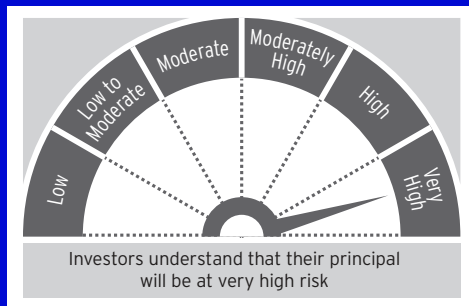 Low
Low to
Moderate
Moderate
Moderately
High
High
Very
High
Investors understand that their principal
will be at very high risk